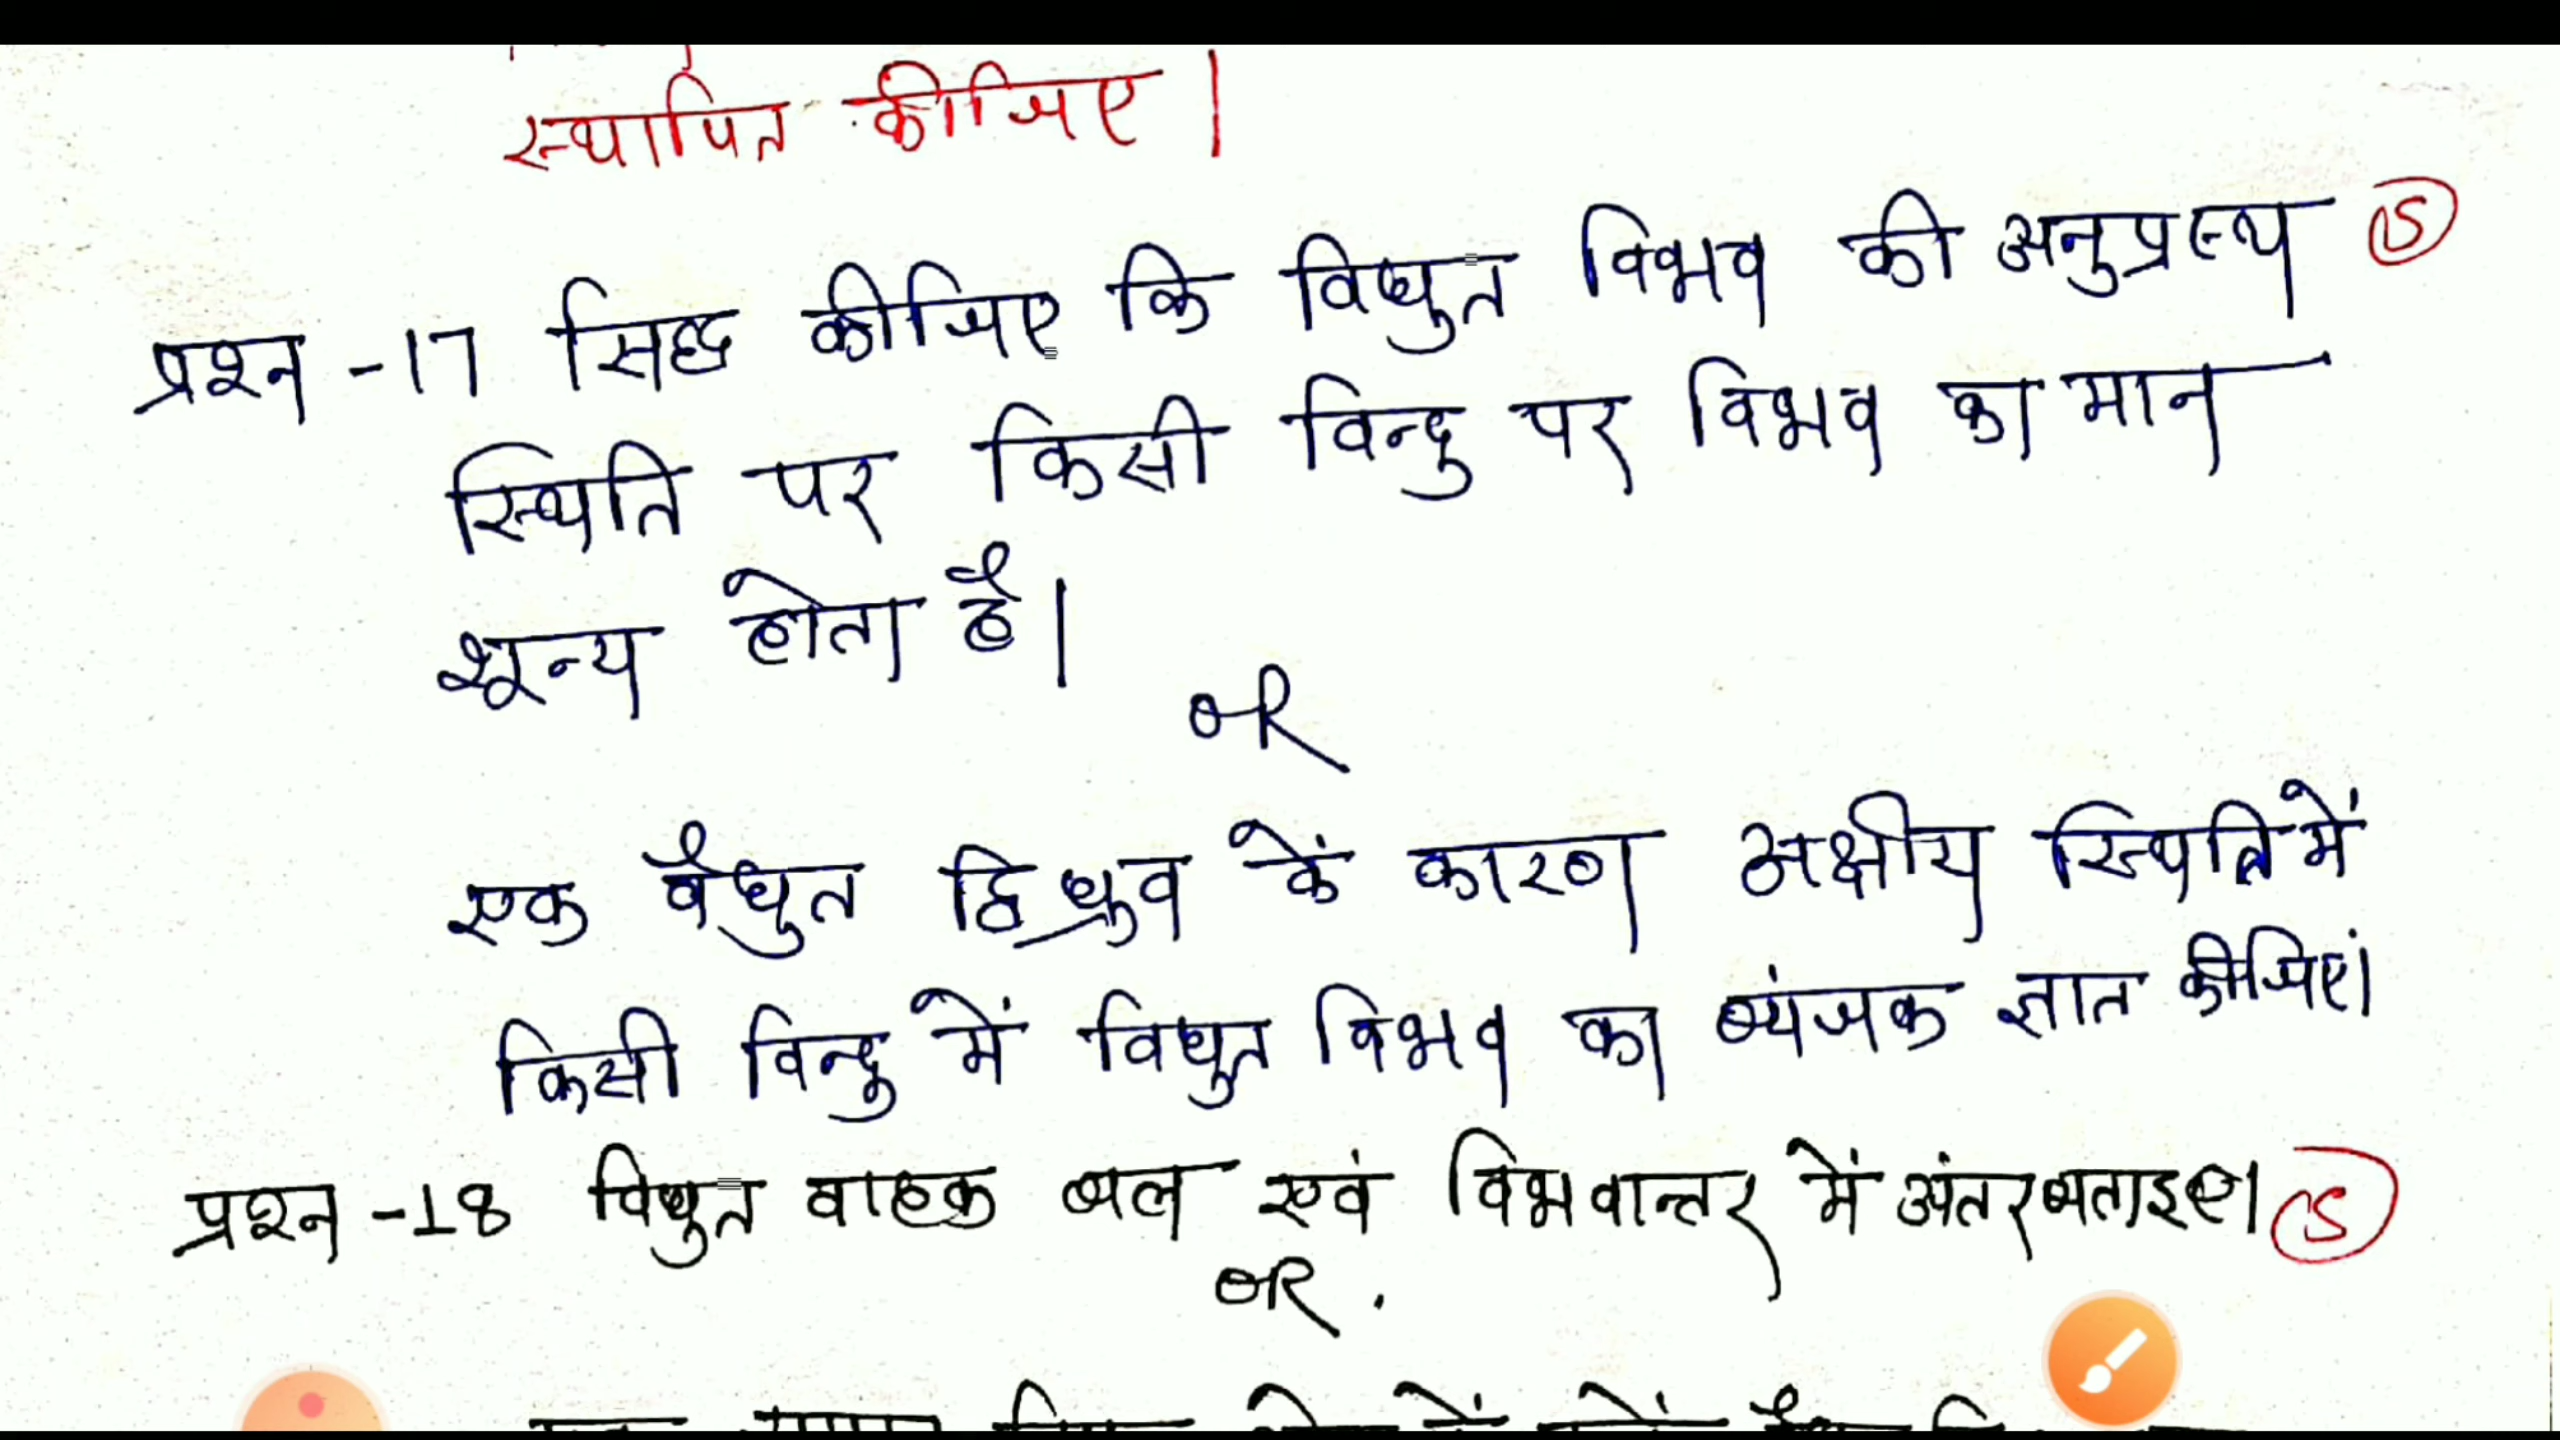 स्थापित कीजिए।
प्रश्न -17 सिद्ध कीजिए कि विधुत विभव की अनुप्रस्थ 5
स्थिति पर किसी विन्दु पर विभव का मान
शून्य होता है।
OR
एक वैधुत द्विध्रुव के कारण अक्षीय स्थिति में
किसी विन्दु में विधुत विभव का ब्यंजक ज्ञात कीजिए।
प्रश्न -18 विधुत वाहक बल एवं विभवान्तर में अंतर बताइए। 5
OR.